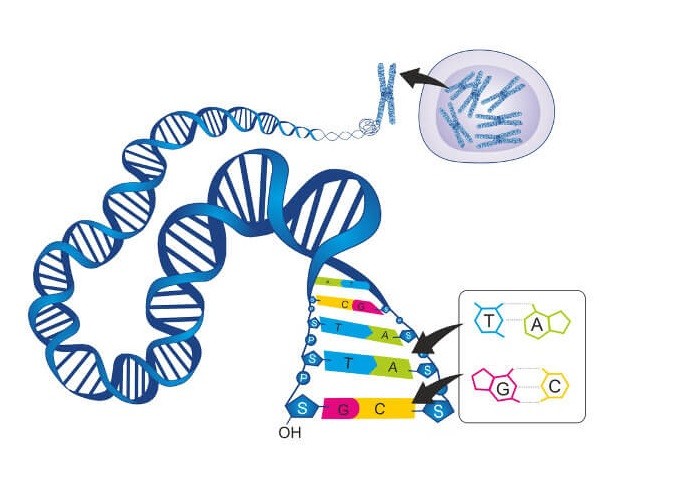 A T
C G
S T A S
P
S T A S
P
S G C S
OH
T A
G C